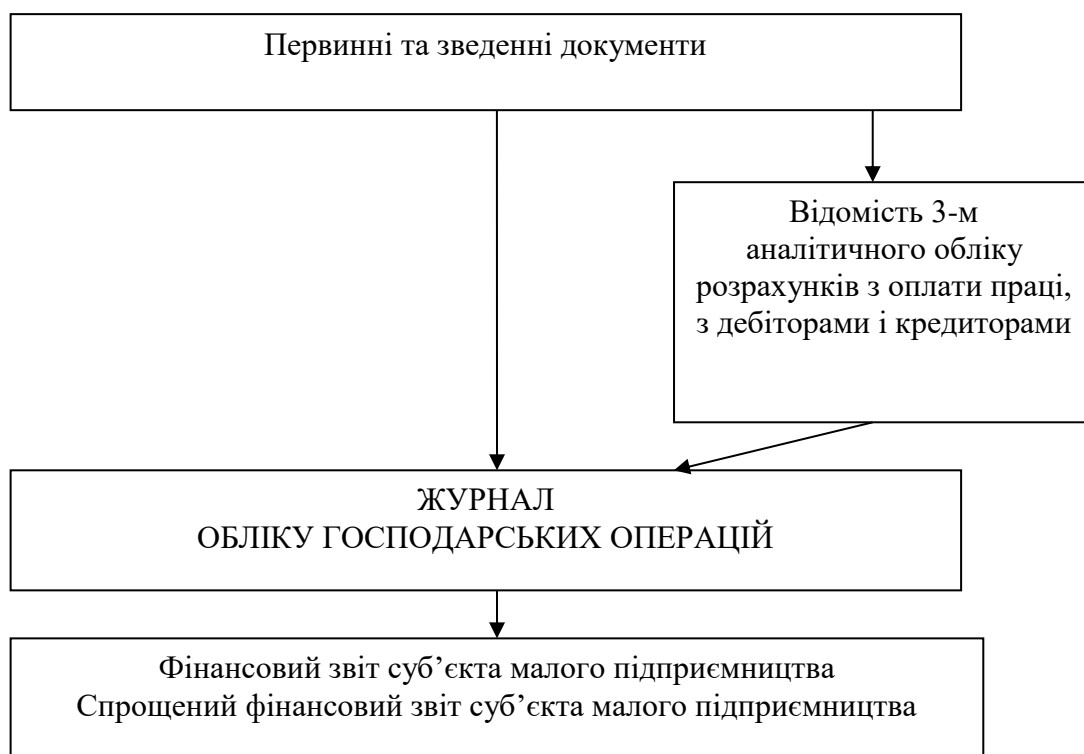 Первинні та зведенні документи
Відомість 3-м
аналітичного обліку
розрахунків з оплати праці,
з дебіторами і кредиторами
ЖУРНАЛ
ОБЛІКУ ГОСПОДАРСЬКИХ ОПЕРАЦІЙ
Фінансовий звіт суб’єкта малого підприємництва
Спрощений фінансовий звіт суб’єкта малого підприємництва